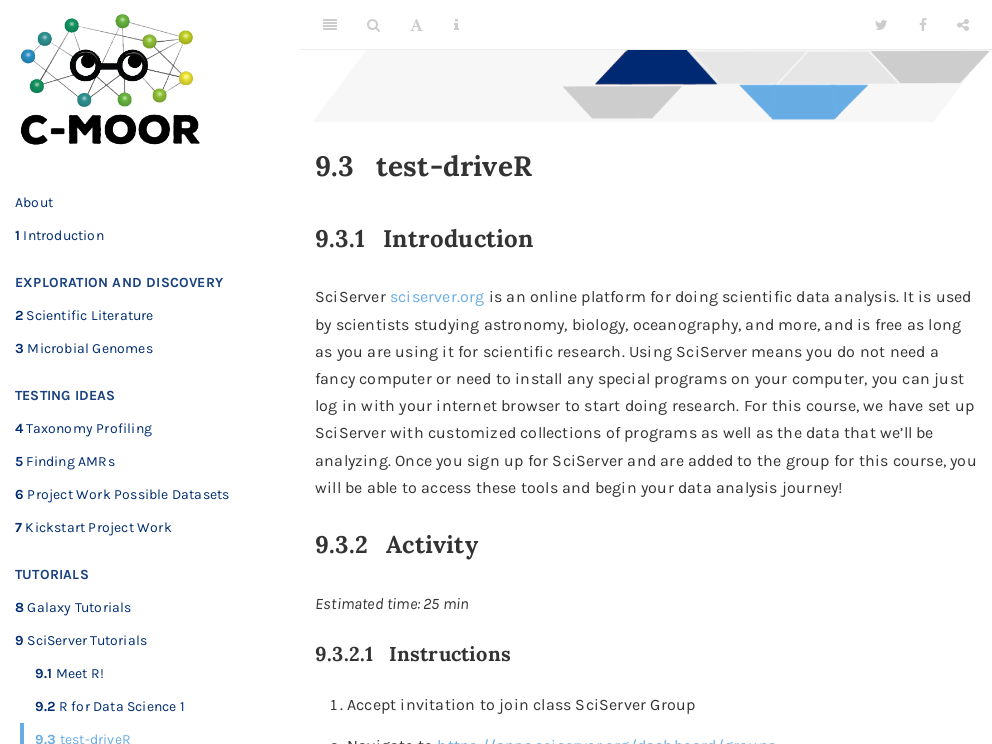 C-MOOR
About
1 Introduction
EXPLORATION AND DISCOVERY
2 Scientific Literature
3 Microbial Genomes
TESTING IDEAS
4 Taxonomy Profiling
5 Finding AMRs
6 Project Work Possible Datasets
7 Kickstart Project Work
TUTORIALS
8 Galaxy Tutorials
9 SciServer Tutorials
9.1 Meet R!
9.2 R for Data Science 1
9.3 test-driveR
9.3 test-driveR
9.3.1 Introduction
SciServer sciserver.org is an online platform for doing scientific data analysis. It is used
by scientists studying astronomy, biology, oceanography, and more, and is free as long
as you are using it for scientific research. Using SciServer means you do not need a
fancy computer or need to install any special programs on your computer, you can just
log in with your internet browser to start doing research. For this course, we have set up
SciServer with customized collections of programs as well as the data that we'll be
analyzing. Once you sign up for SciServer and are added to the group for this course, you
will be able to access these tools and begin your data analysis journey!
9.3.2 Activity
Estimated time: 25 min
9.3.2.1 Instructions
1. Accept invitation to join class SciServer Group
2. Navigate to https://apps.sciserver.org/dashboard/groups